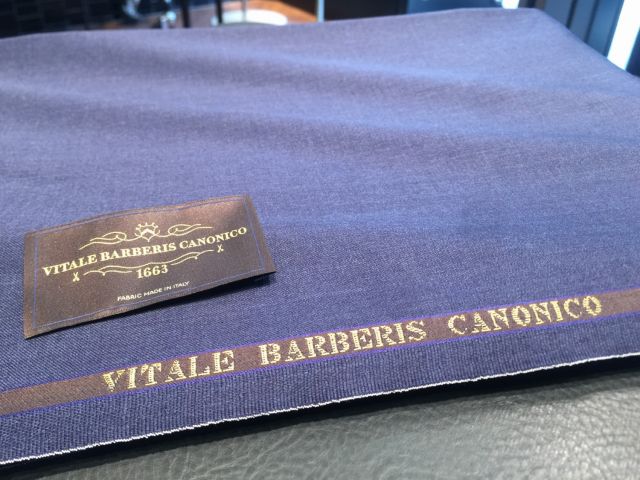 VITALE BARBERIS CANONICO
1663
FABRIC MADE IN ITALY
VITALE BARBERIS CANONICO